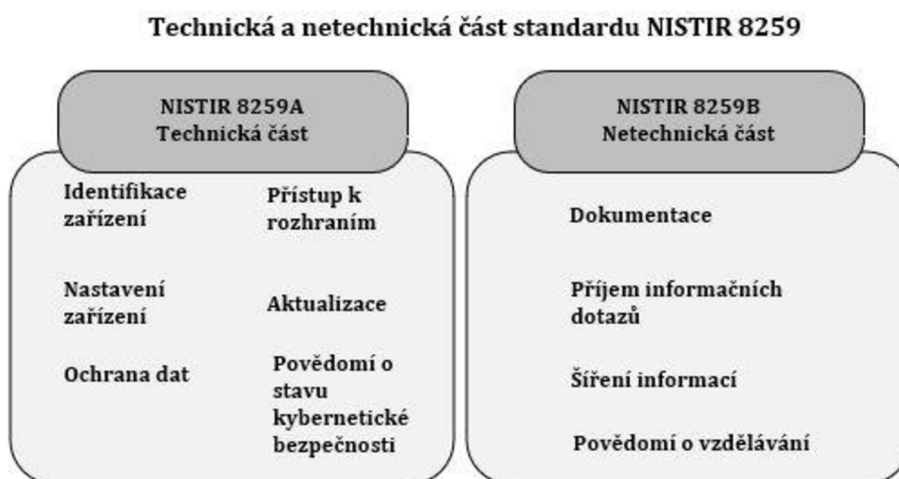 Technická a netechnická část standardu NISTIR 8259
NISTIR 8259A
Technická část
Identifikace
zařízení
Přístup k
rozhraním
Nastavení
zařízení
Aktualizace
Ochrana dat
Povědomí o
stavu
kybernetické
bezpečnosti
NISTIR 8259B
Netechnická část
Dokumentace
Příjem informačních
dotazů
Šíření informací
Povědomí o vzdělávání